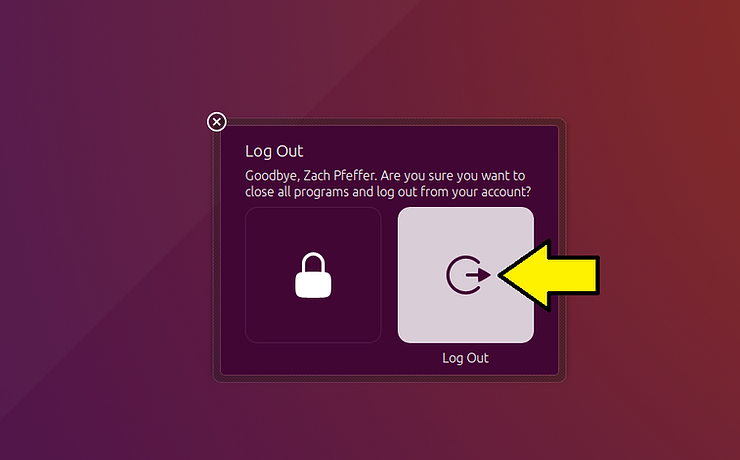 Log Out
Goodbye, Zach Pfeffer. Are you sure you want to
close all programs and log out from your account?
Log Out